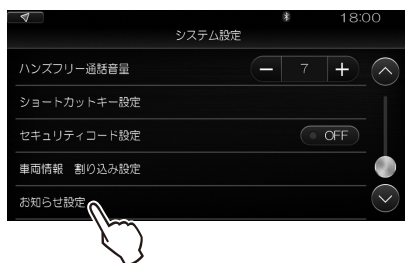 18:00
システム設定
ハンズフリー通話音量 － 7 ＋
ショートカットキー設定
セキュリティコード設定 OFF
車両情報　割り込み設定
お知らせ設定